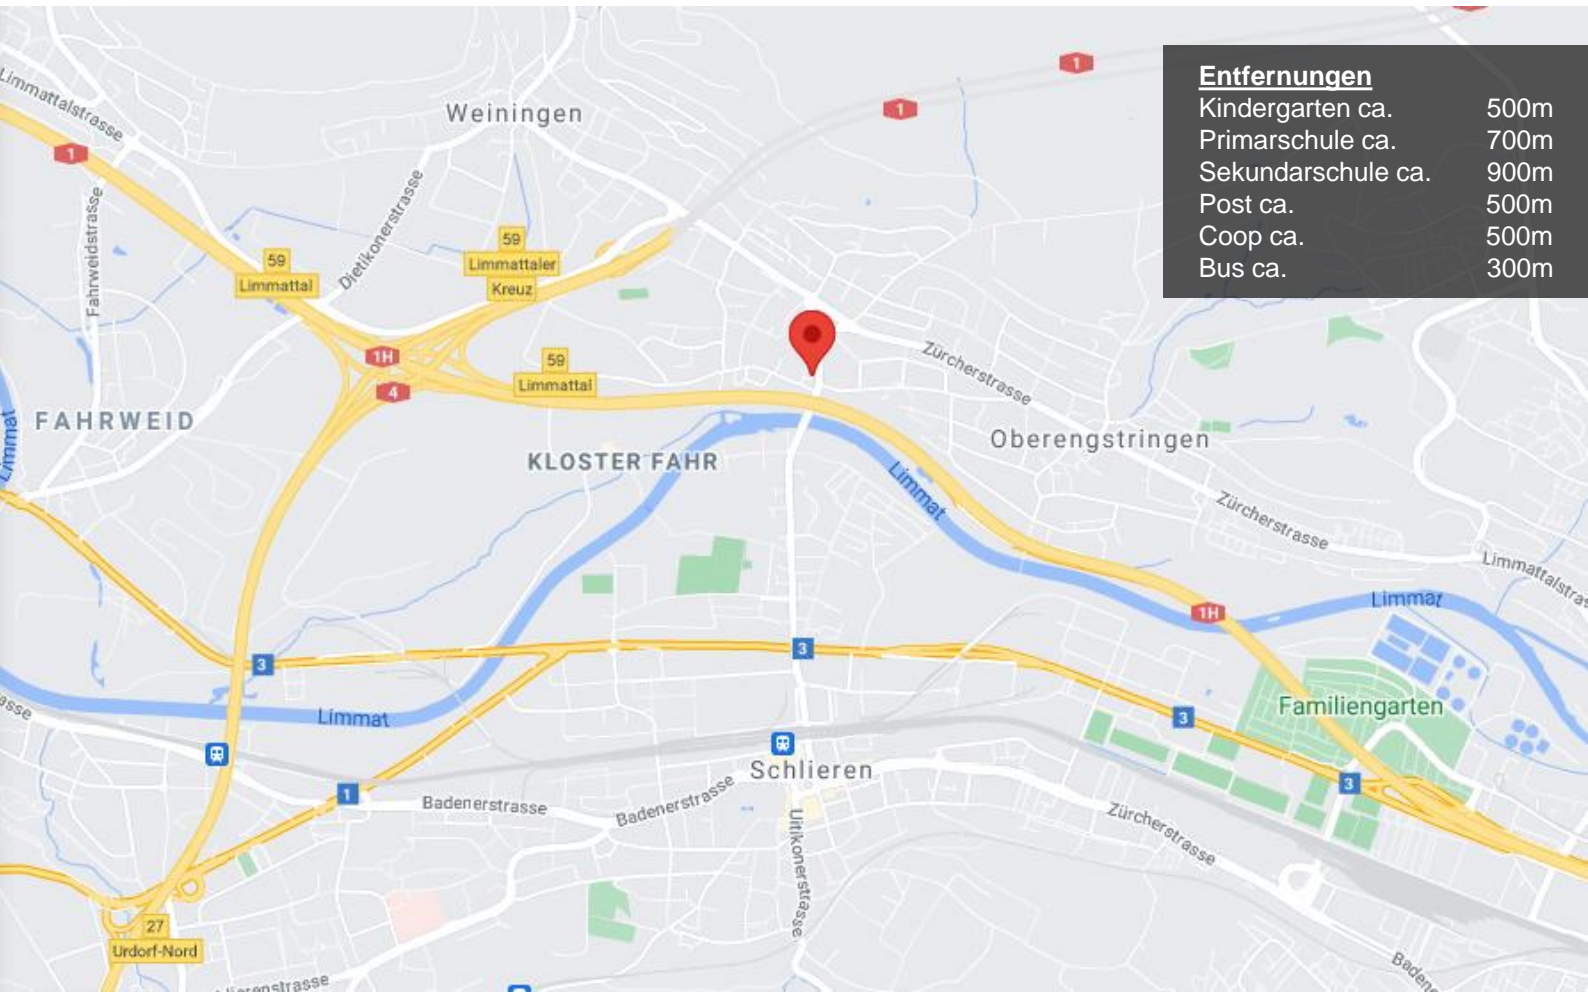 1
1
Entfernungen
Kindergarten ca. 500m
Primarschule ca. 700m
Sekundarschule ca. 900m
Post ca. 500m
Coop ca. 500m
Bus ca. 300m
Limmattalstrasse
Weiningen
1
Fahrweidstrasse
Dietikonerstrasse
59
Limmattaler
Kreuz
59
Limmattal
1H
4
59
Limmattal
Zürcherstrasse
FAHRWEID
Limmat
Oberengstringen
KLOSTER FAHR
Limmat
Zürcherstrasse
Limmattalstras
Limmat
1H
3
3
Limmat
Familiengarten
3
asse
Schlieren
3
1
Badenerstrasse
Badenerstrasse
Uitikonerstrasse
Zürcherstrasse
27
Urdorf-Nord
Badene